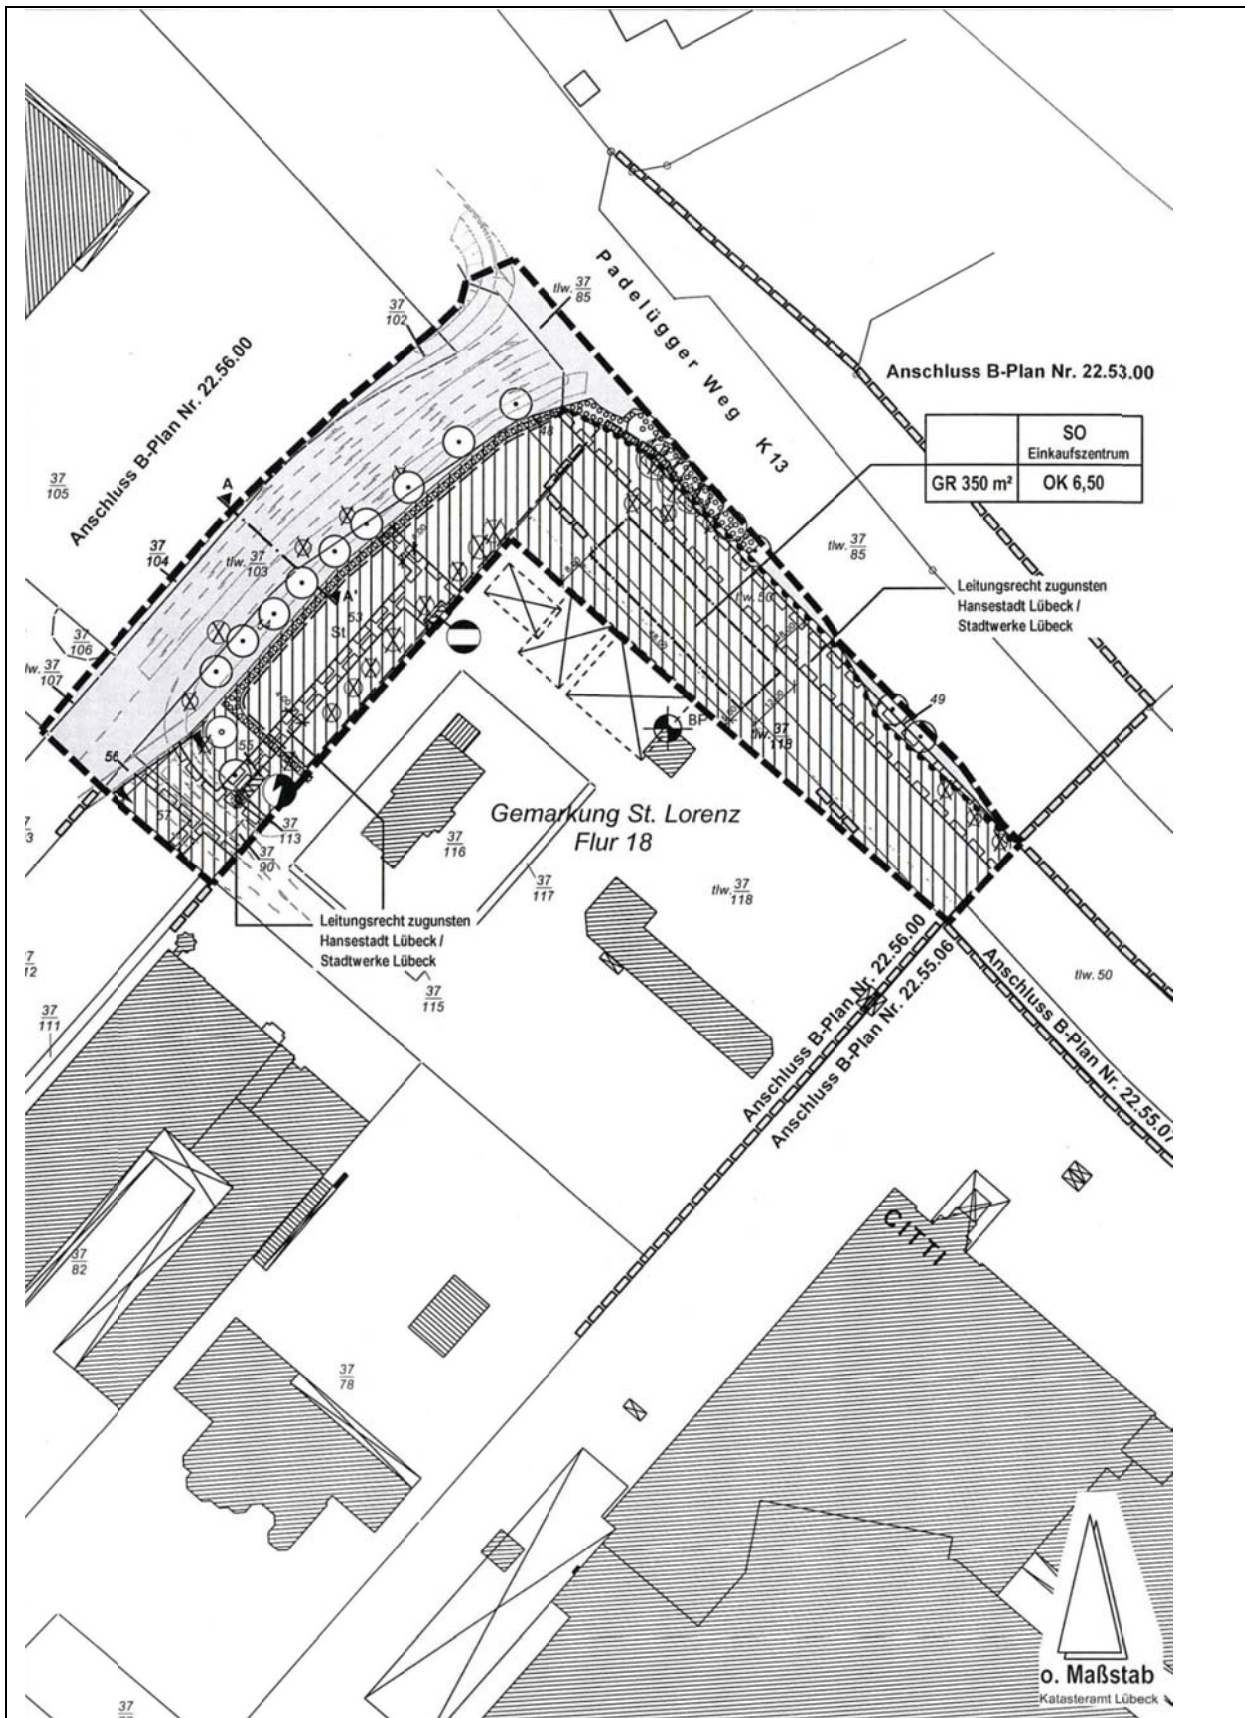 Padelügger Weg K 13
tlw. 37/85
37/102
Anschluss B-Plan Nr. 22.56.00
Anschluss B-Plan Nr. 22.53.00
SO
Einkaufszentrum
GR 350 m²
OK 6,50
37/105
A
48
37/104
tlw. 37/103
tlw. 37/85
A'
53
St
tlw. 50
Leitungsrecht zugunsten
Hansestadt Lübeck /
Stadtwerke Lübeck
37/106
tlw. 37/107
49
BP
tlw. 37/118
56
55
57
Gemarkung St. Lorenz
Flur 18
37/113
37/90
37/116
37/117
tlw. 37/118
Leitungsrecht zugunsten
Hansestadt Lübeck /
Stadtwerke Lübeck
37/115
37/111
Anschluss B-Plan Nr. 22.56.00
Anschluss B-Plan Nr. 22.55.06
Anschluss B-Plan Nr. 22.55.07
tlw. 50
CITTI
37/82
37/78
o. Maßstab
Katasteramt Lübeck
37